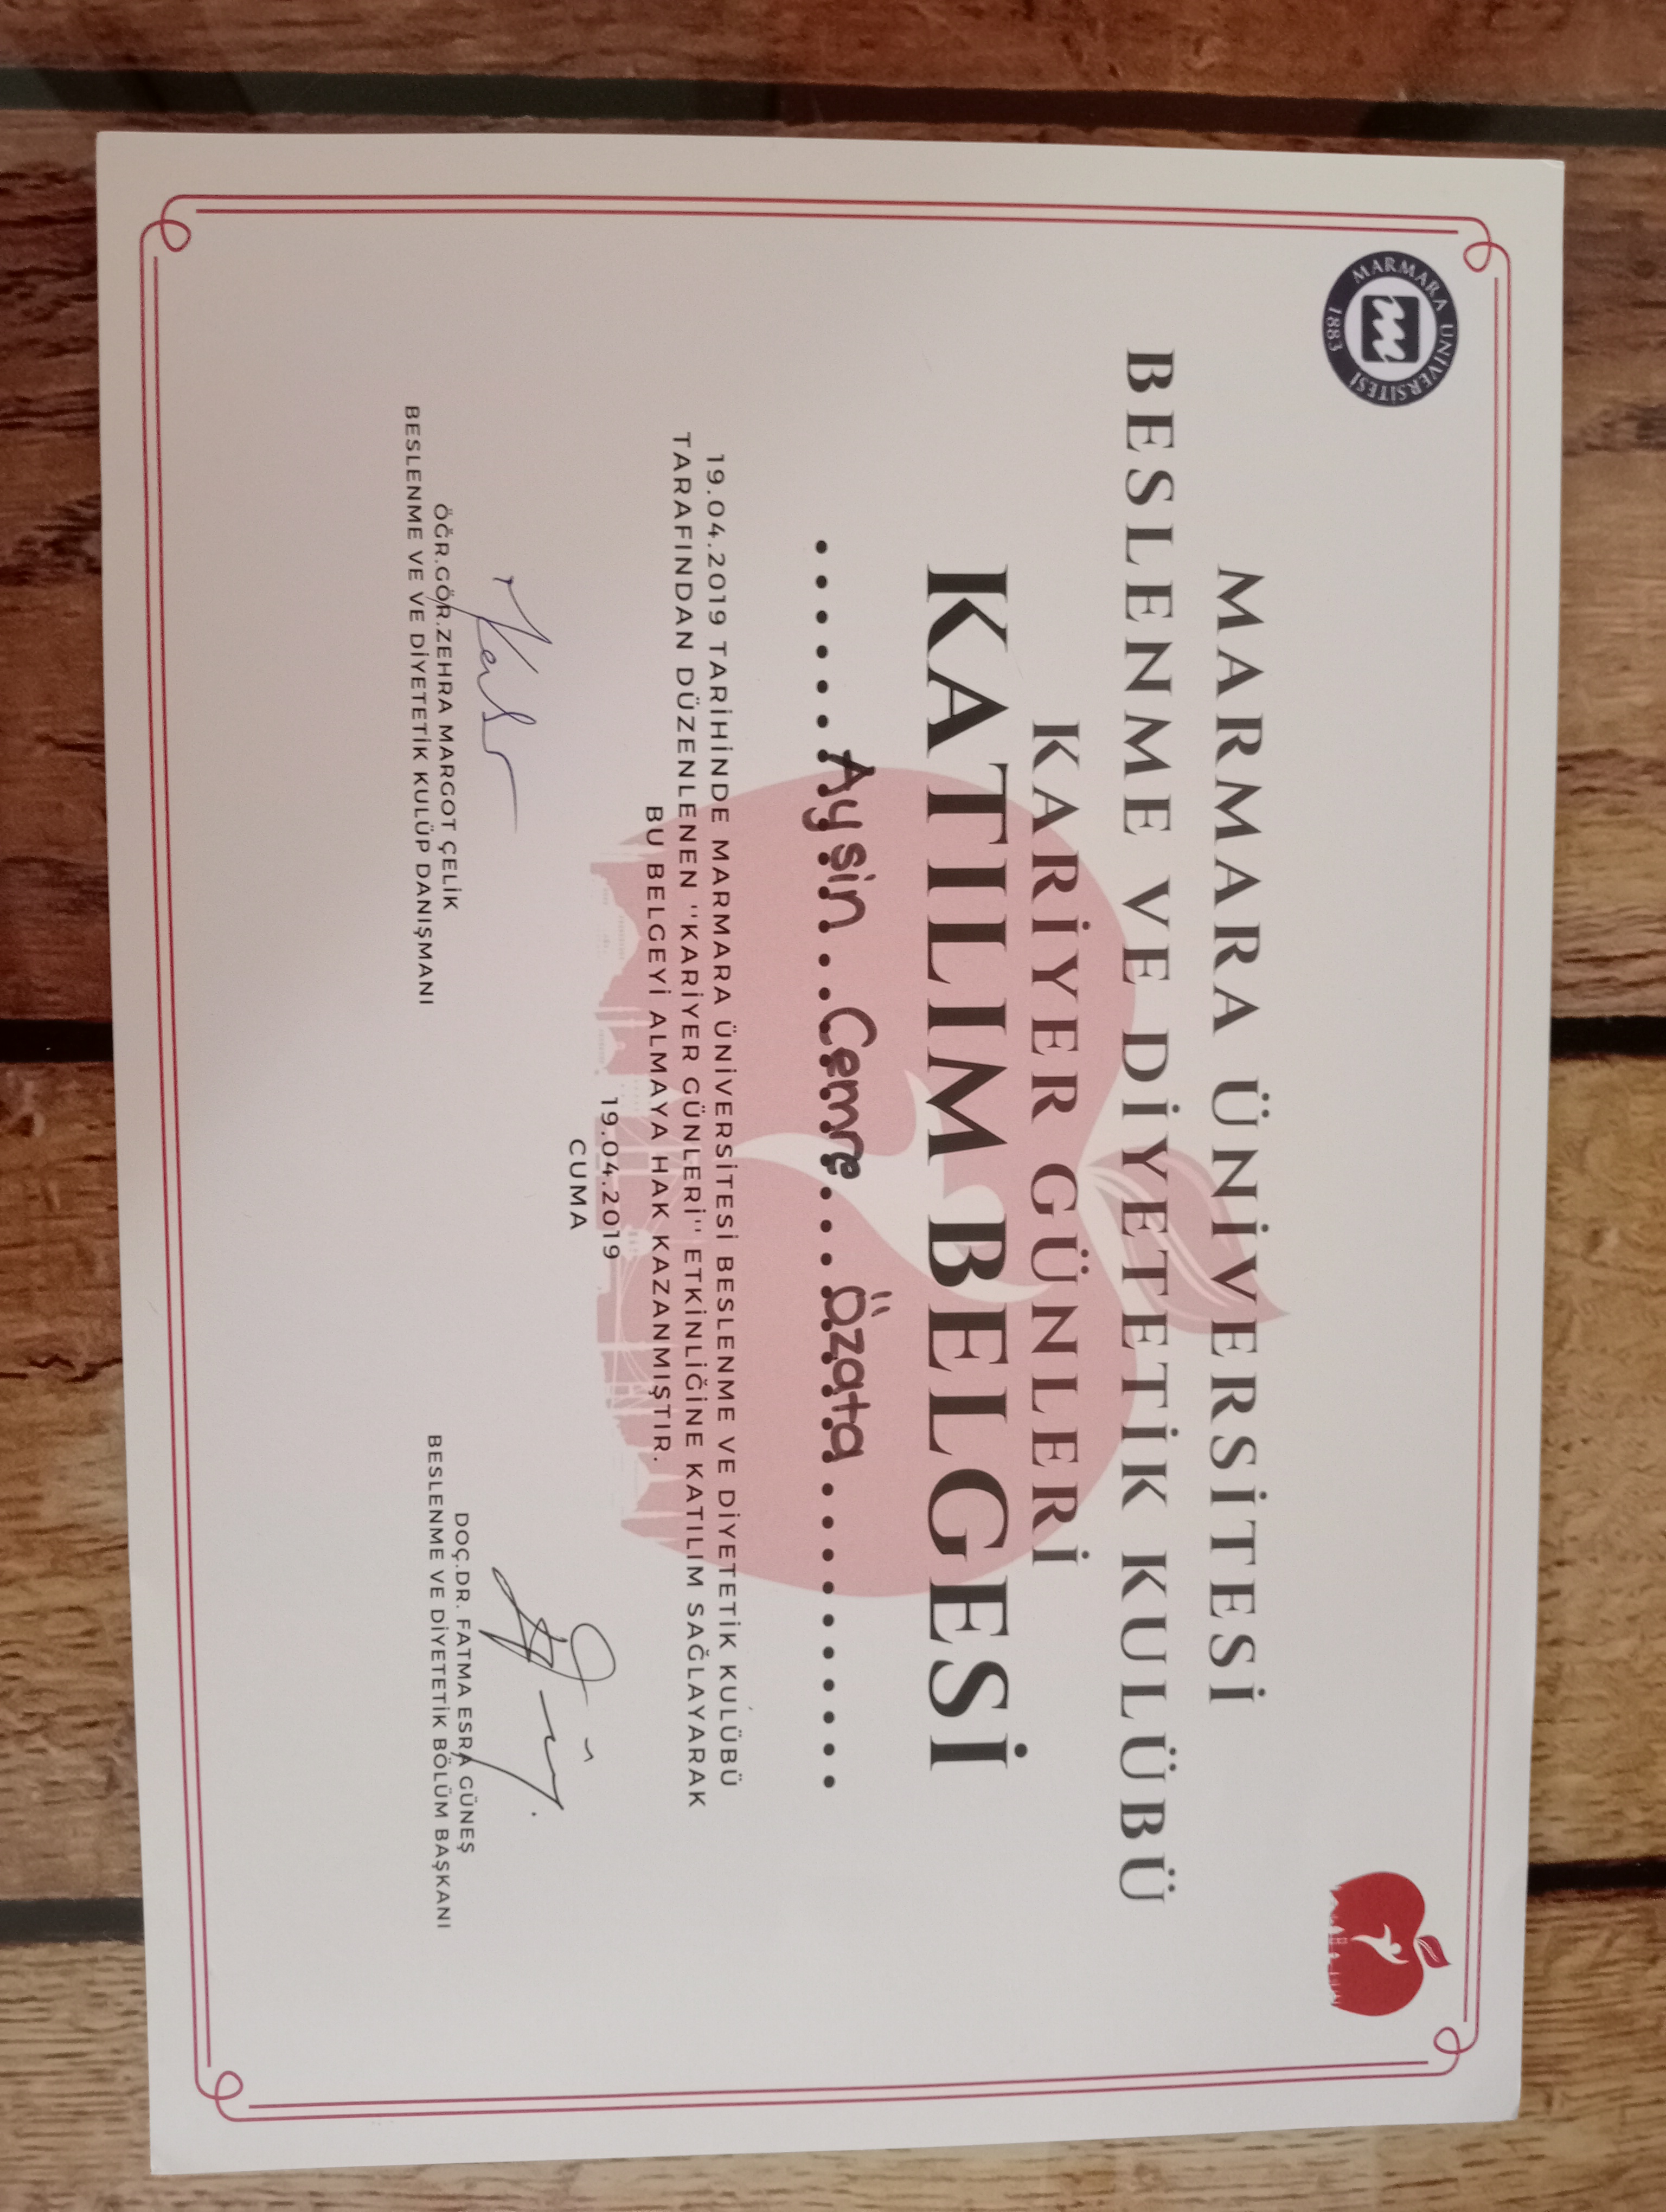 MARMARA ÜNİVERSİTESİ
1883
MARMARA ÜNİVERSİTESİ
BESLENME VE DİYETETİK KULÜBÜ
KARİYER GÜNLERİ
KATILIM BELGESİ
Aysin Cemre Özata
19.04.2019 TARİHİNDE MARMARA ÜNİVERSİTESİ BESLENME VE DİYETETİK KULÜBÜ
TARAFINDAN DÜZENLENEN ''KARİYER GÜNLERİ'' ETKİNLİĞİNE KATILIM SAĞLAYARAK
BU BELGEYİ ALMAYA HAK KAZANMIŞTIR.
19.04.2019
CUMA
ÖĞR.GÖR.ZEHRA MARGOT ÇELİK
BESLENME VE VE DİYETETİK KULÜP DANIŞMANI
DOÇ.DR. FATMA ESRA GÜNEŞ
BESLENME VE DİYETETİK BÖLÜM BAŞKANI